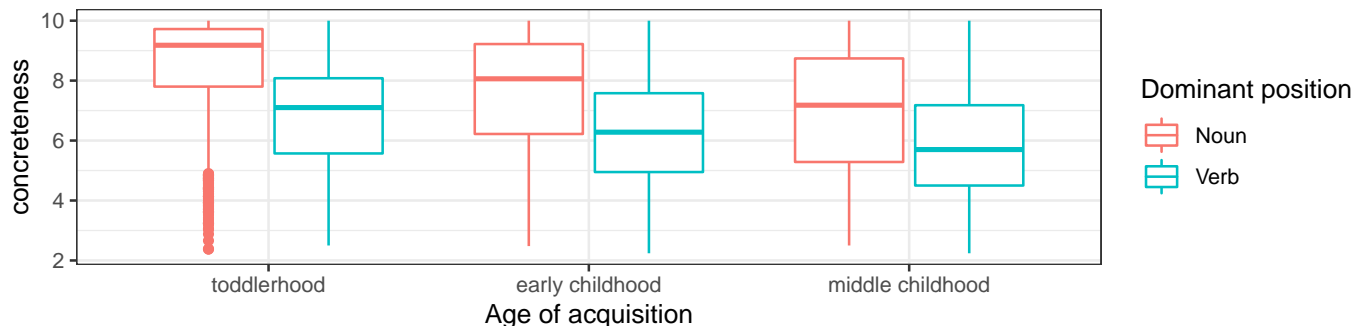 10
8
6
4
2
concreteness
toddlerhood
early childhood
middle childhood
Age of acquisition
Dominant position
Noun
Verb